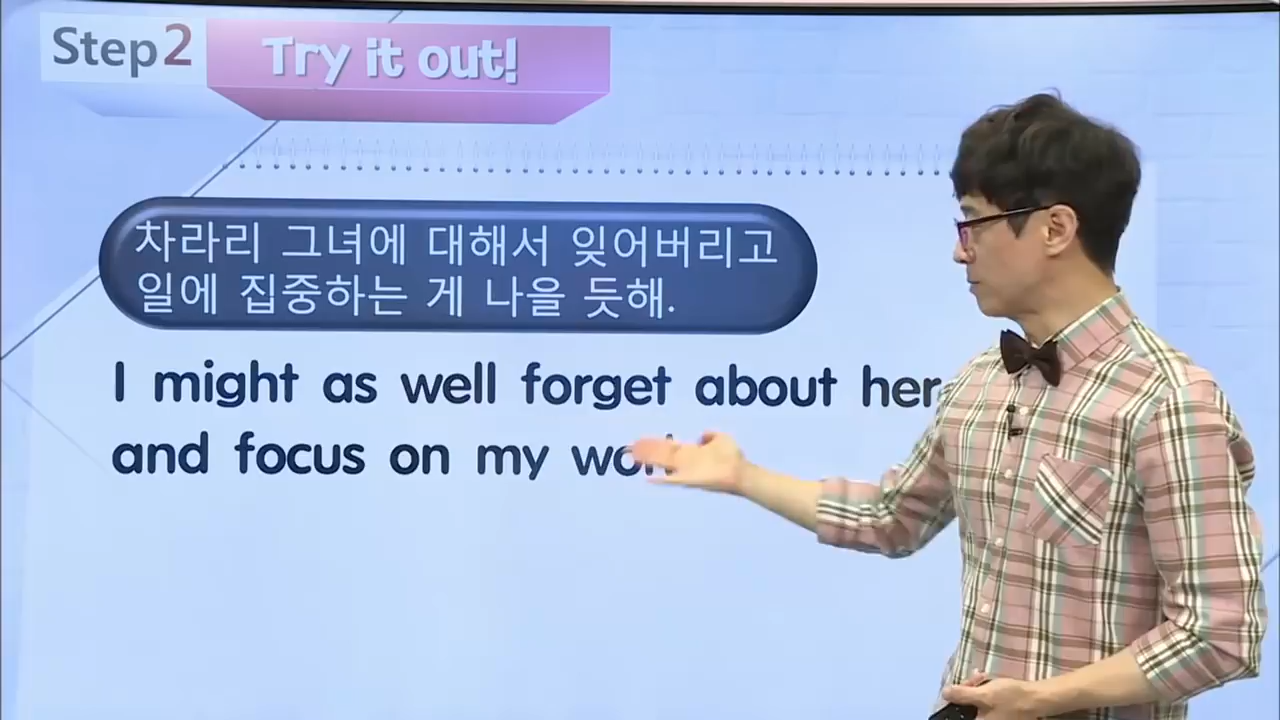 Step2
Try it out!
차라리 그녀에 대해서 잊어버리고
일에 집중하는 게 나을 듯해.
I might as well forget about her
and focus on my